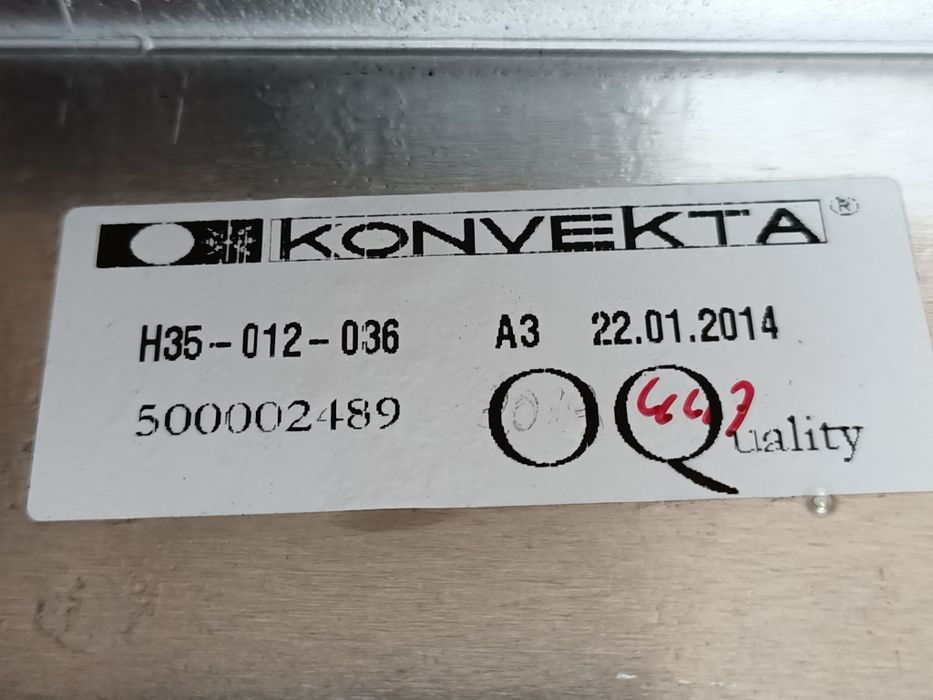 KONVEKTA®
H35-012-036 A3 22.01.2014
500002489 Quality